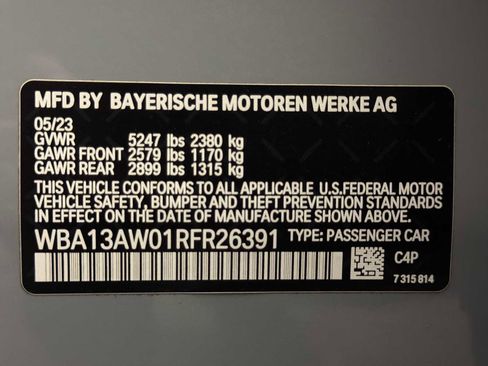 MFD BY BAYERISCHE MOTOREN WERKE AG
05/23
GVWR 5247 lbs 2380 kg
GAWR FRONT 2579 lbs 1170 kg
GAWR REAR 2899 lbs 1315 kg
THIS VEHICLE CONFORMS TO ALL APPLICABLE U.S.FEDERAL MOTOR
VEHICLE SAFETY, BUMPER AND THEFT PREVENTION STANDARDS
IN EFFECT ON THE DATE OF MANUFACTURE SHOWN ABOVE.
WBA13AW01RFR26391 TYPE: PASSENGER CAR
C4P
7 315 814